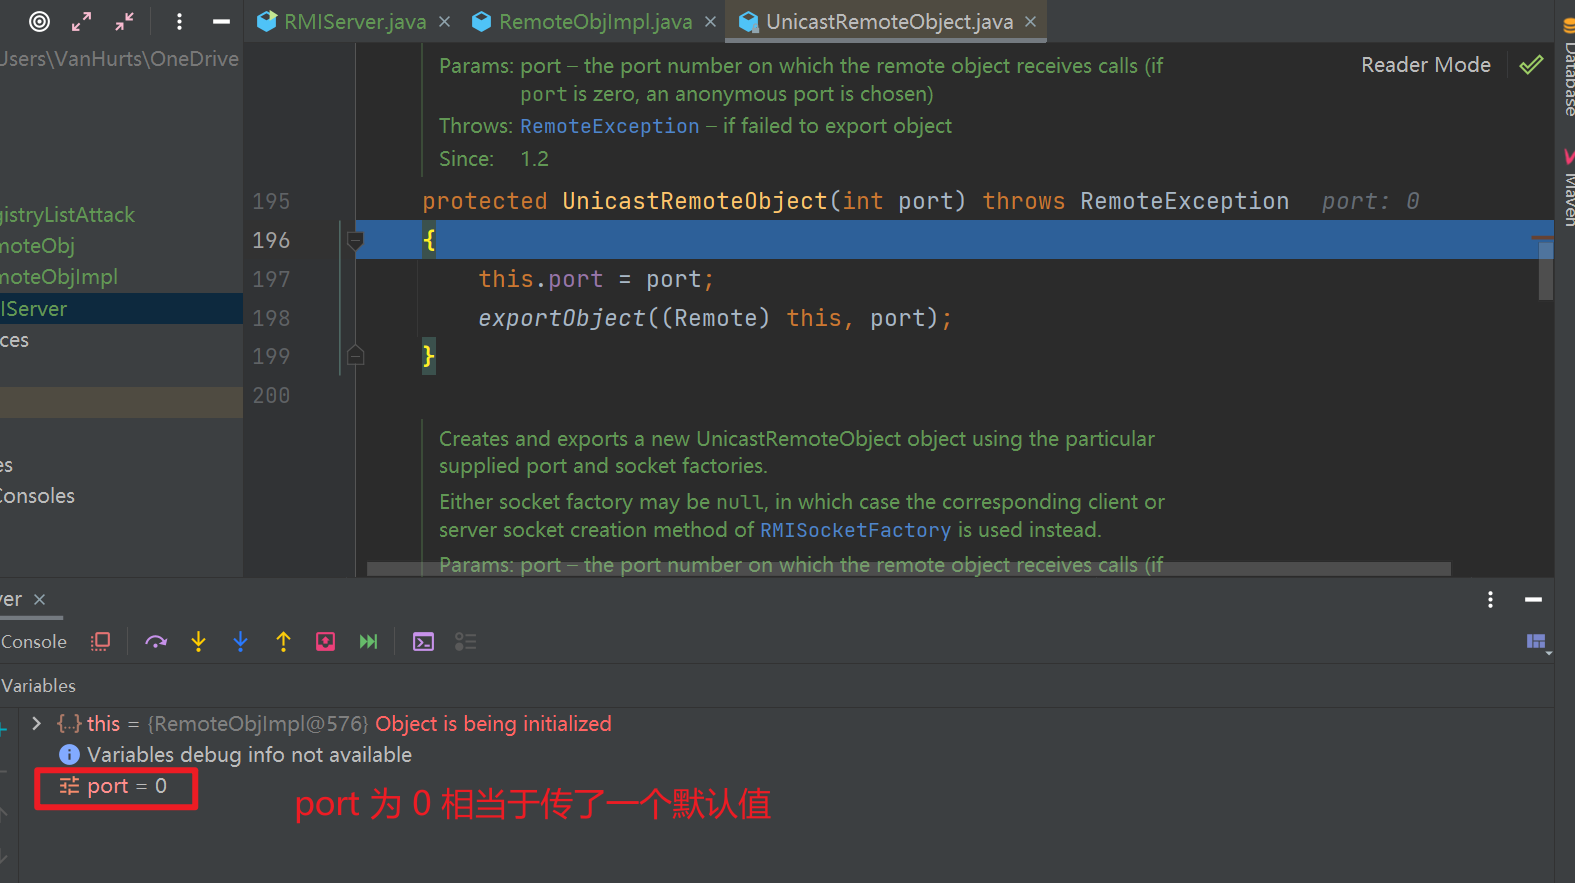 RMIServer.java
RemoteObjImpl.java
UnicastRemoteObject.java
Users\VanHurts\OneDrive
Params: port – the port number on which the remote object receives calls (if
port is zero, an anonymous port is chosen)
Throws: RemoteException – if failed to export object
Since: 1.2
Reader Mode
Database
Maven
gistryListAttack
moteObj
moteObjImpl
IServer
ces
es
Consoles
195 protected UnicastRemoteObject(int port) throws RemoteException port: 0
196 {
197 this.port = port;
198 exportObject((Remote) this, port);
199 }
200
Creates and exports a new UnicastRemoteObject object using the particular
supplied port and socket factories.
Either socket factory may be null, in which case the corresponding client or
server socket creation method of RMISocketFactory is used instead.
Params: port – the port number on which the remote object receives calls (if
ver
Console
Variables
this = {RemoteObjImpl@576} Object is being initialized
Variables debug info not available
port = 0
port 为 0 相当于传了一个默认值